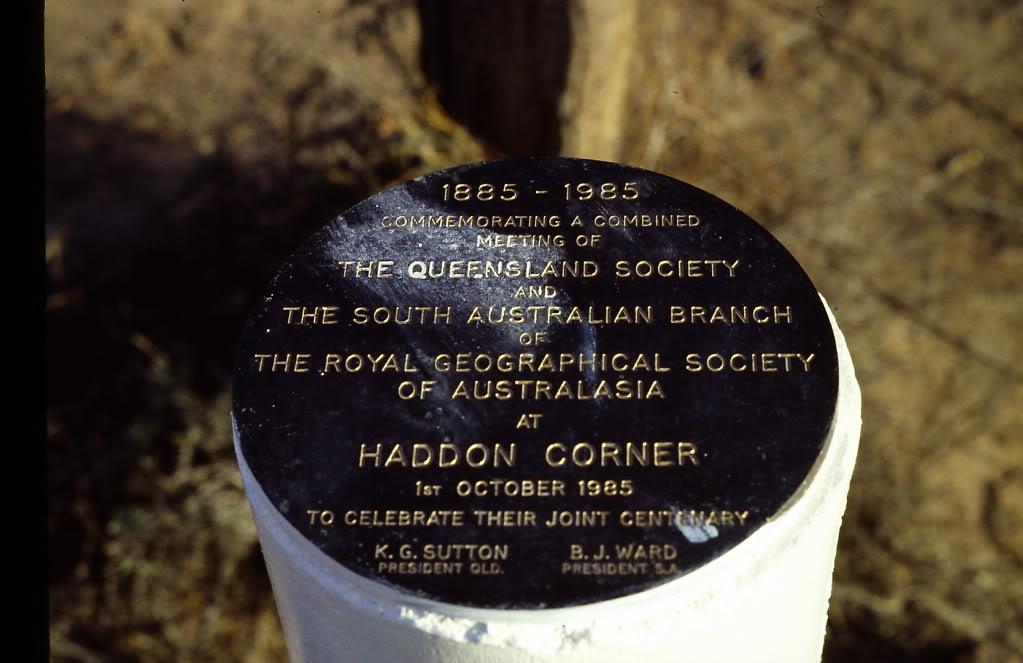 1885 - 1985
COMMEMORATING A COMBINED
MEETING OF
THE QUEENSLAND SOCIETY
AND
THE SOUTH AUSTRALIAN BRANCH
OF
THE ROYAL GEOGRAPHICAL SOCIETY
OF AUSTRALASIA
AT
HADDON CORNER
1ST OCTOBER 1985
TO CELEBRATE THEIR JOINT CENTENARY
K. G. SUTTON B. J. WARD
PRESIDENT QLD. PRESIDENT S.A.